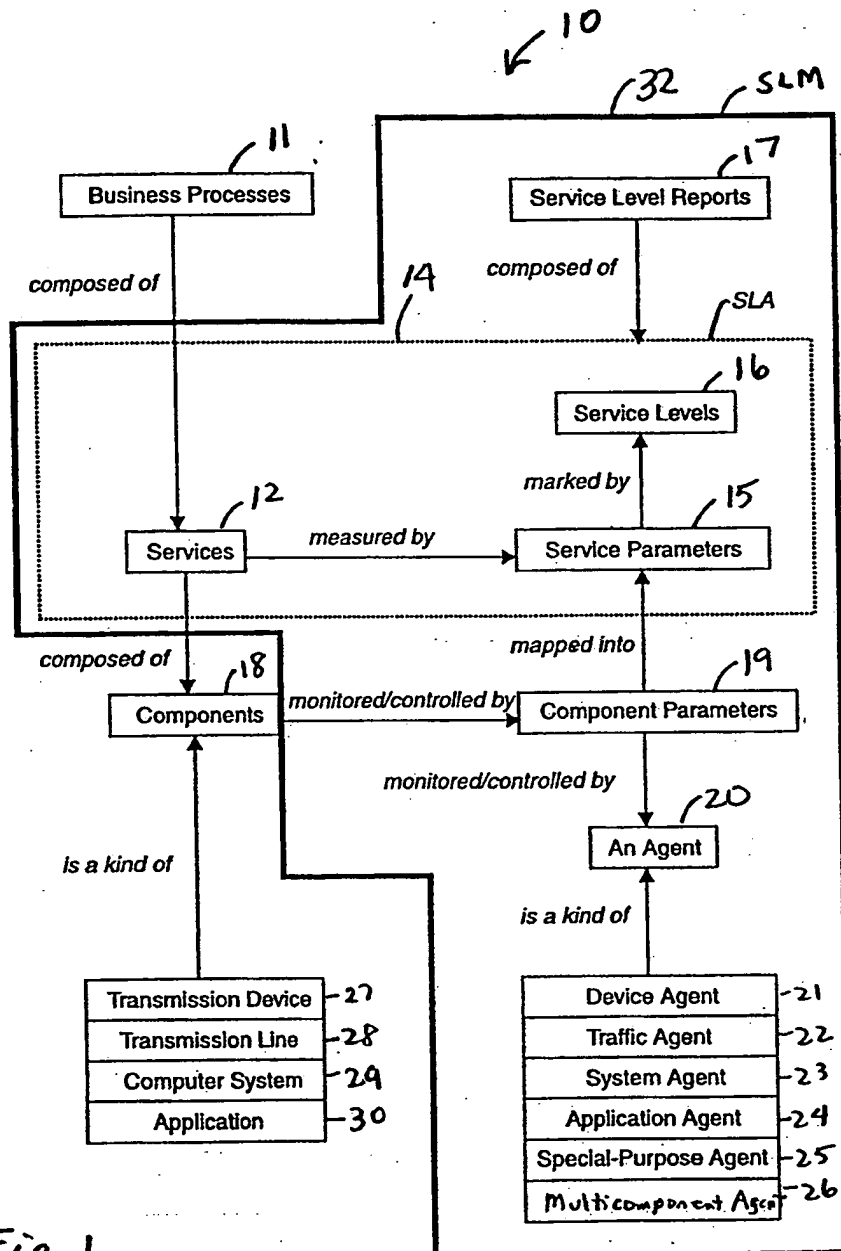 10
32 SLM
11
17
Business Processes
Service Level Reports
composed of
composed of
14
SLA
16
Service Levels
marked by
12
15
Services
measured by
Service Parameters
composed of
mapped into
18
19
Components
monitored/controlled by
Component Parameters
monitored/controlled by
20
An Agent
is a kind of
is a kind of
Transmission Device 27
Transmission Line 28
Computer System 29
Application 30
Device Agent 21
Traffic Agent 22
System Agent 23
Application Agent 24
Special-Purpose Agent 25
Multicomponent Agent 26
Fig. 1